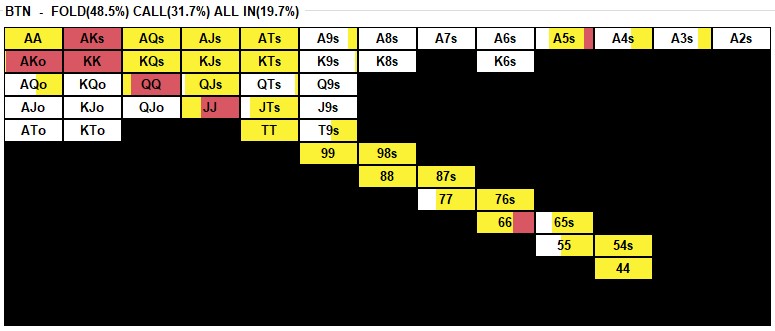 BTN - FOLD(48.5%) CALL(31.7%) ALL IN(19.7%)
AA AKs AQs AJs ATs A9s A8s A7s A6s A5s A4s A3s A2s
AKo KK KQs KJs KTs K9s K8s K6s
AQo KQo QQ QJs QTs Q9s
AJo KJo QJo JJ JTs J9s
ATo KTo TT T9s
99 98s
88 87s
77 76s
66 65s
55 54s
44